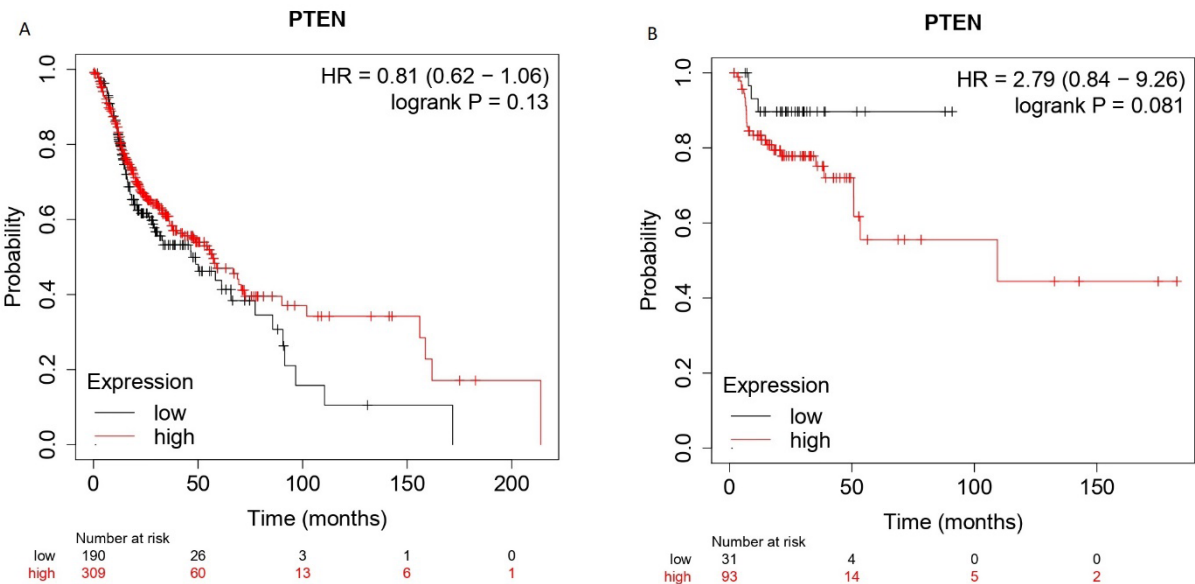 A
PTEN
HR = 0.81 (0.62 − 1.06)
logrank P = 0.13
Probability
1.0
0.8
0.6
0.4
0.2
0.0
Expression
low
high
0 50 100 150 200
Time (months)
Number at risk
low 190 26 3 1 0
high 309 60 13 6 1
B
PTEN
HR = 2.79 (0.84 − 9.26)
logrank P = 0.081
Probability
1.0
0.8
0.6
0.4
0.2
0.0
Expression
low
high
0 50 100 150
Time (months)
Number at risk
low 31 4 0 0
high 93 14 5 2